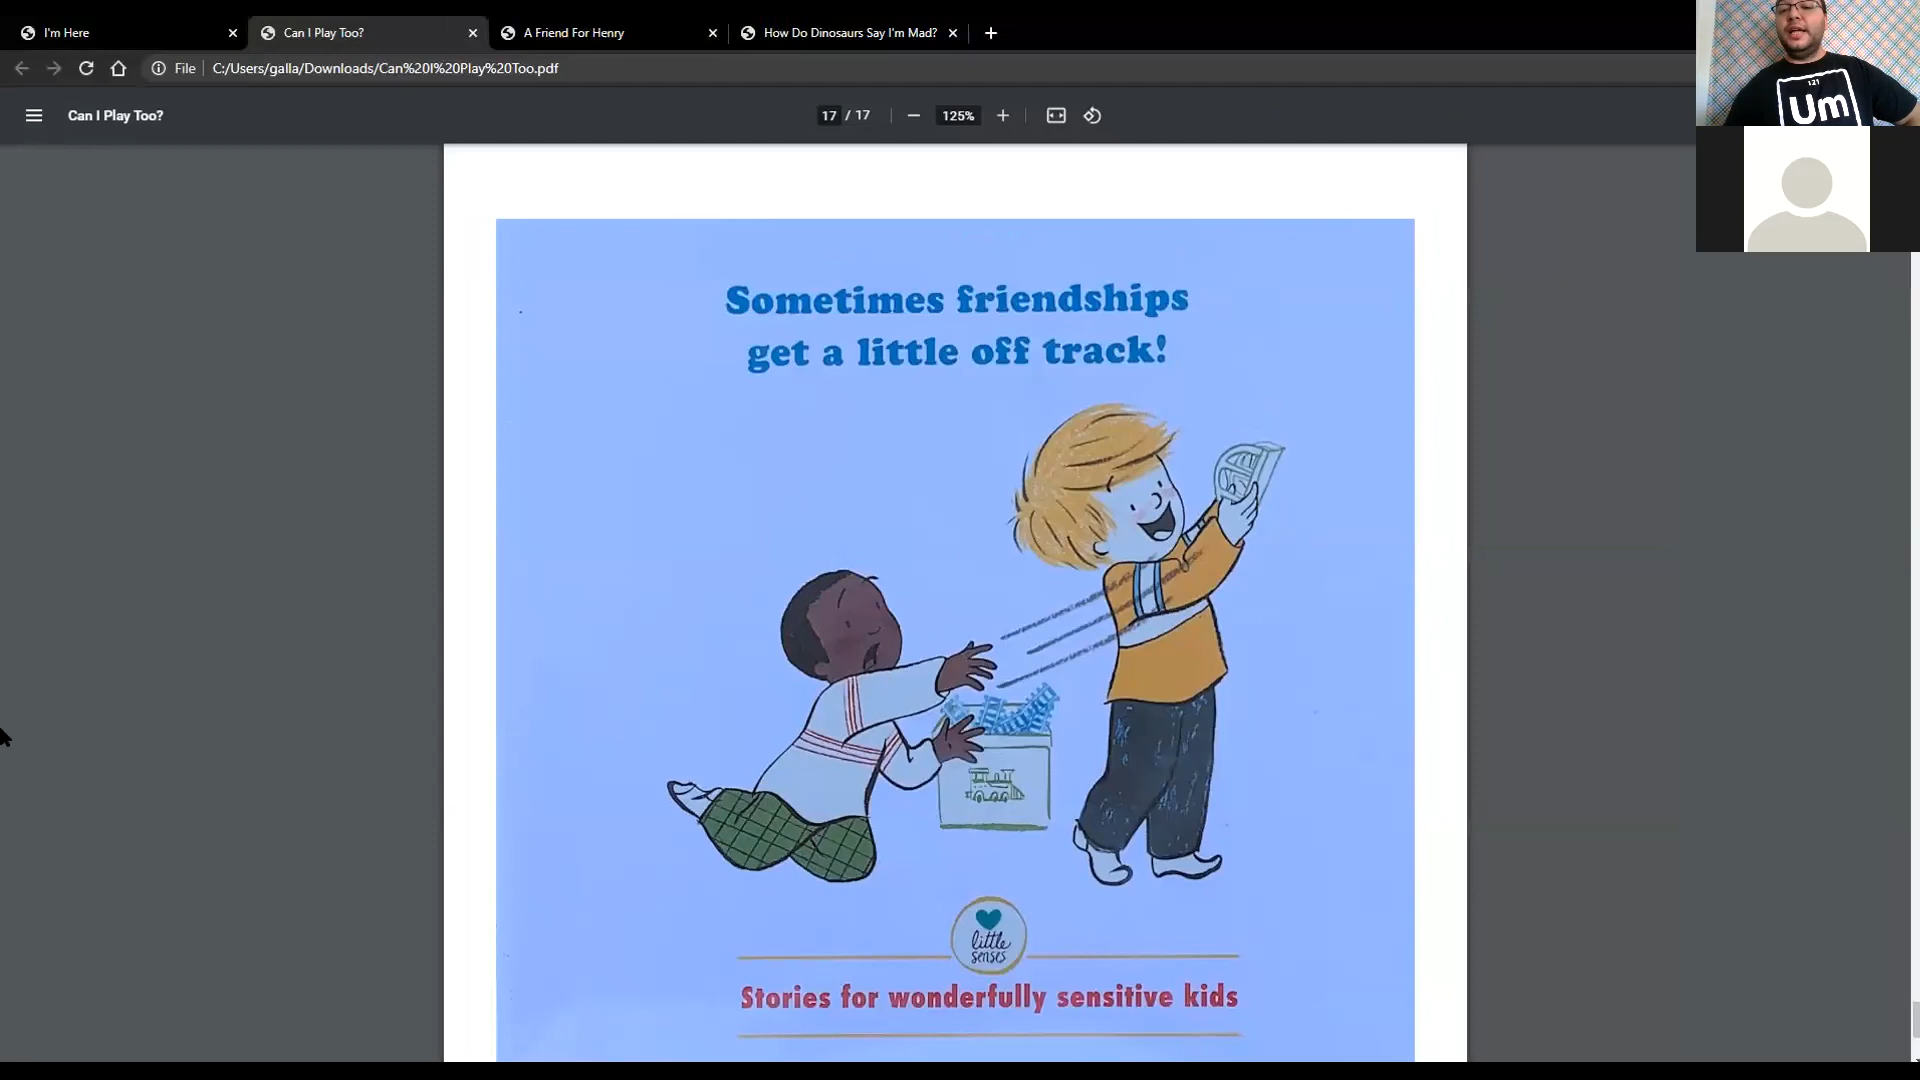 I'm Here
Can I Play Too?
A Friend For Henry
How Do Dinosaurs Say I'm Mad?
File
C:/Users/galla/Downloads/Can%20I%20Play%20Too.pdf
Can I Play Too?
17 / 17
125%
121
Um
Sometimes friendships
get a little off track!
little
senses
Stories for wonderfully sensitive kids